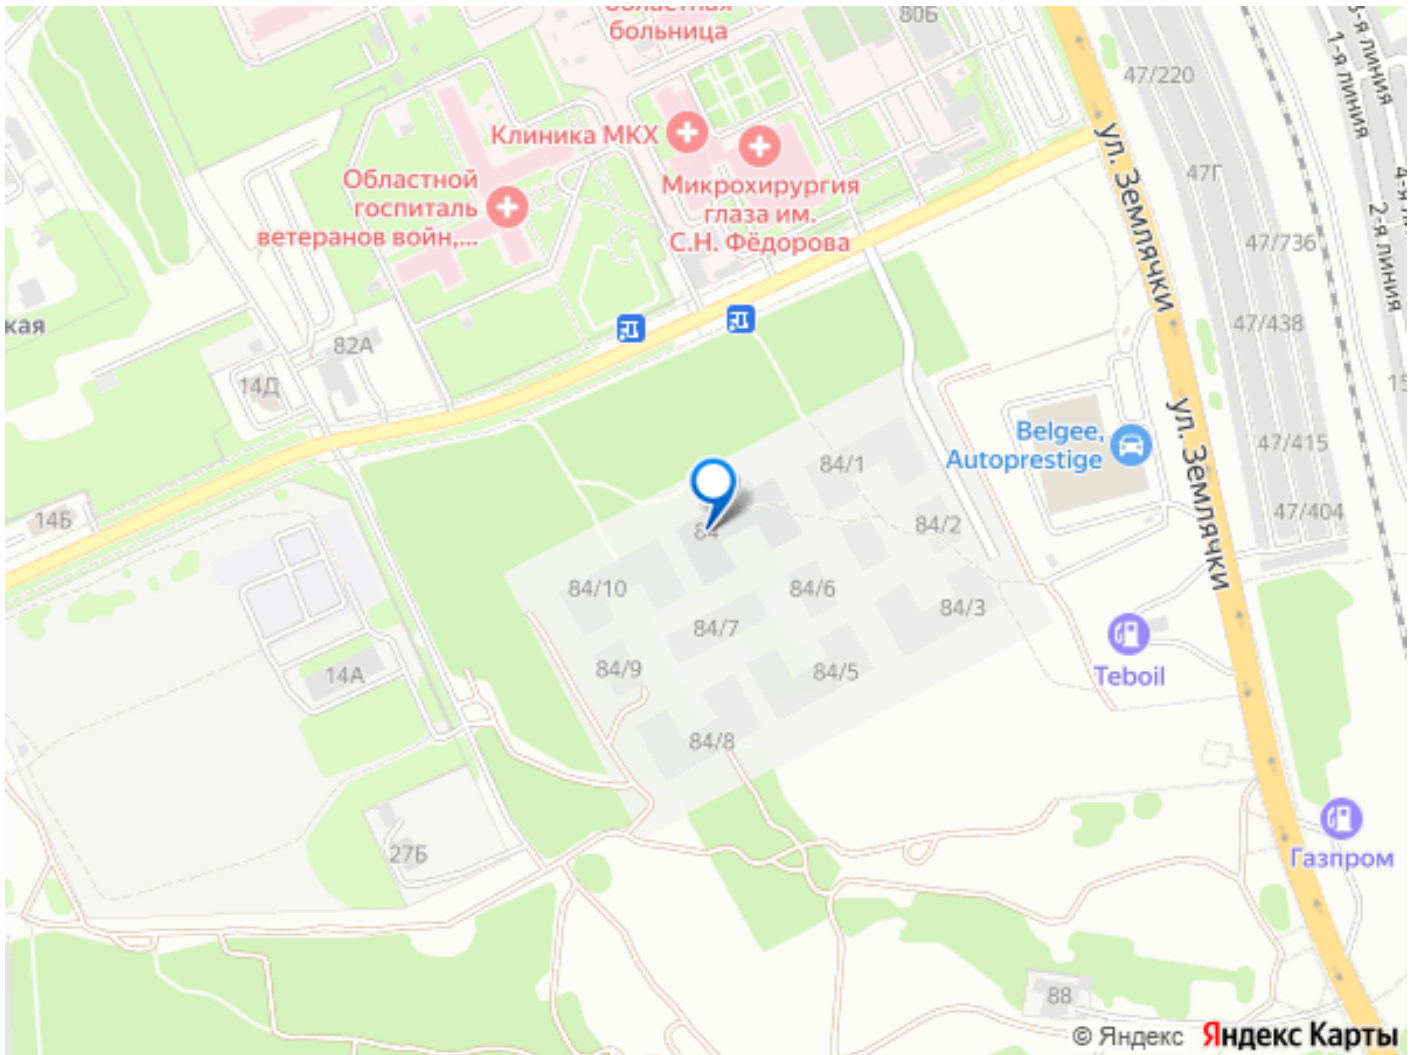 больница
80Б
47/220
1-я линия
2-я линия
Клиника МКХ
Областной
госпиталь
ветеранов войн,...
Микрохирургия
глаза им.
С.Н. Фёдорова
ул. Землячки
47Г
47/736
47/438
кая
82А
14Д
Belgee,
Autoprestige
ул. Землячки
47/415
47/404
14Б
84/1
84
84/2
84/10
84/6
84/3
84/7
84/9
84/5
14А
Teboil
84/8
27Б
Газпром
88
© Яндекс Яндекс Карты